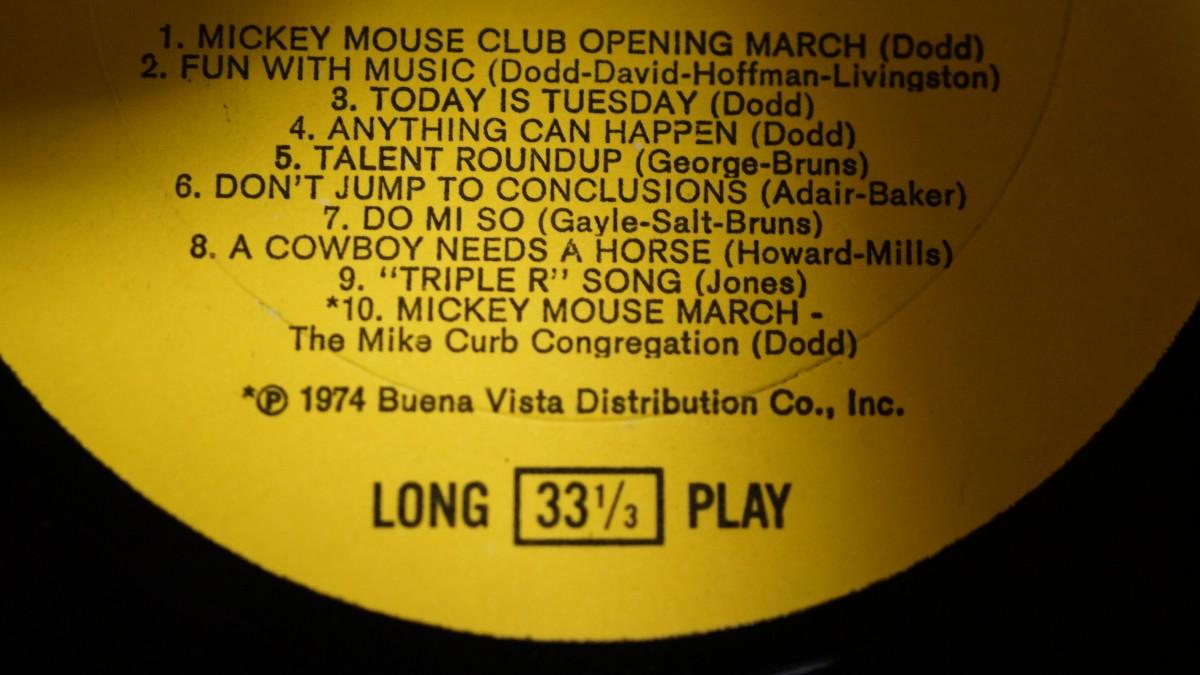 1. MICKEY MOUSE CLUB OPENING MARCH (Dodd)
2. FUN WITH MUSIC (Dodd-David-Hoffman-Livingston)
3. TODAY IS TUESDAY (Dodd)
4. ANYTHING CAN HAPPEN (Dodd)
5. TALENT ROUNDUP (George-Bruns)
6. DON'T JUMP TO CONCLUSIONS (Adair-Baker)
7. DO MI SO (Gayle-Salt-Bruns)
8. A COWBOY NEEDS A HORSE (Howard-Mills)
9. "TRIPLE R" SONG (Jones)
*10. MICKEY MOUSE MARCH -
The Mike Curb Congregation (Dodd)
*℗ 1974 Buena Vista Distribution Co., Inc.
LONG 33 1/3 PLAY